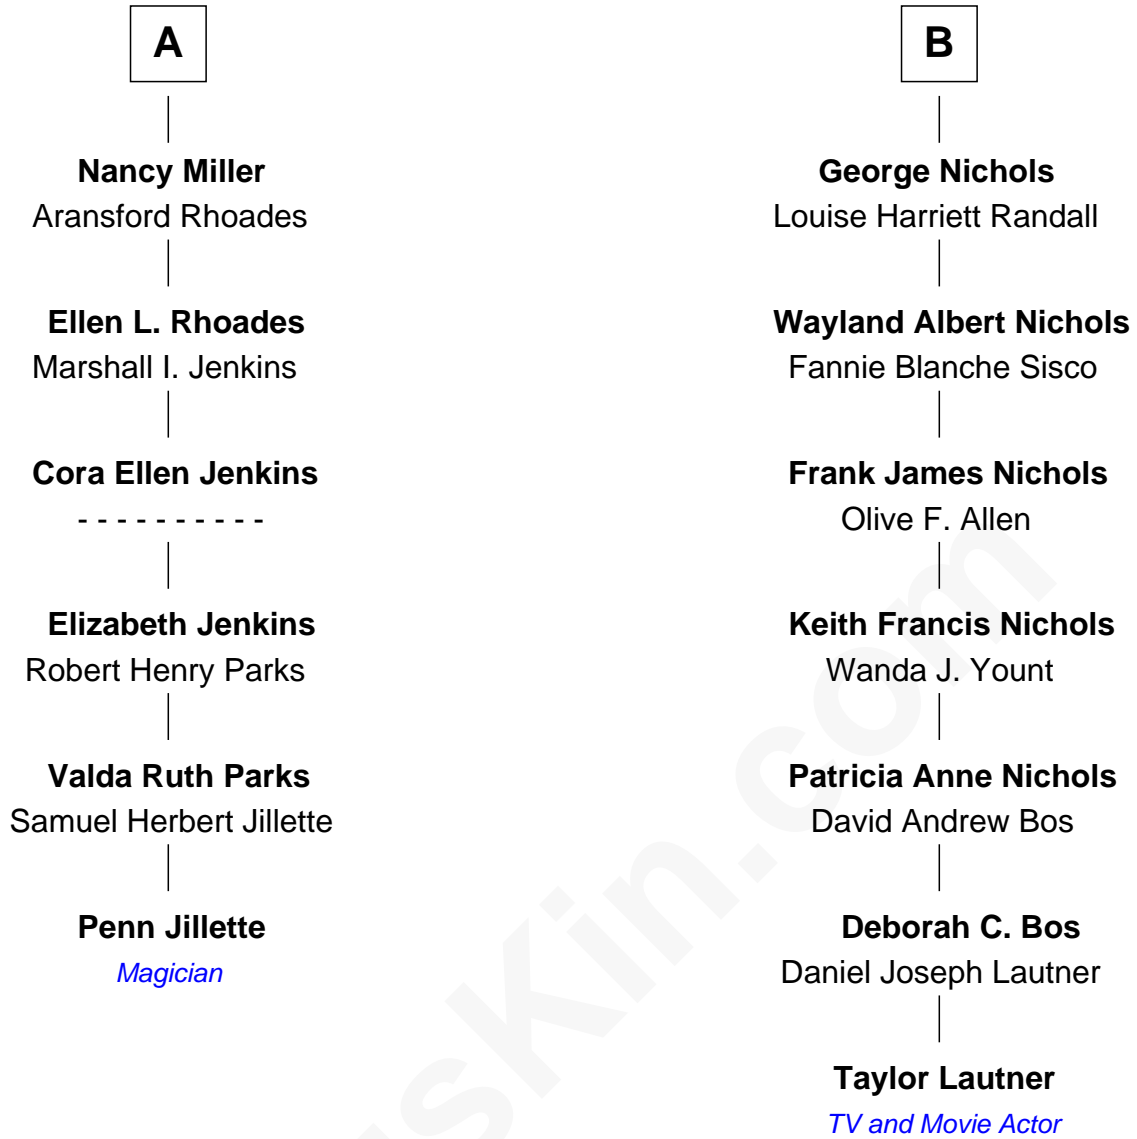 A
Nancy Miller
Aransford Rhoades
Ellen L. Rhoades
Marshall I. Jenkins
Cora Ellen Jenkins
- - - - - - - - - -
Elizabeth Jenkins
Robert Henry Parks
Valda Ruth Parks
Samuel Herbert Jillette
Penn Jillette
Magician
B
George Nichols
Louise Harriett Randall
Wayland Albert Nichols
Fannie Blanche Sisco
Frank James Nichols
Olive F. Allen
Keith Francis Nichols
Wanda J. Yount
Patricia Anne Nichols
David Andrew Bos
Deborah C. Bos
Daniel Joseph Lautner
Taylor Lautner
TV and Movie Actor